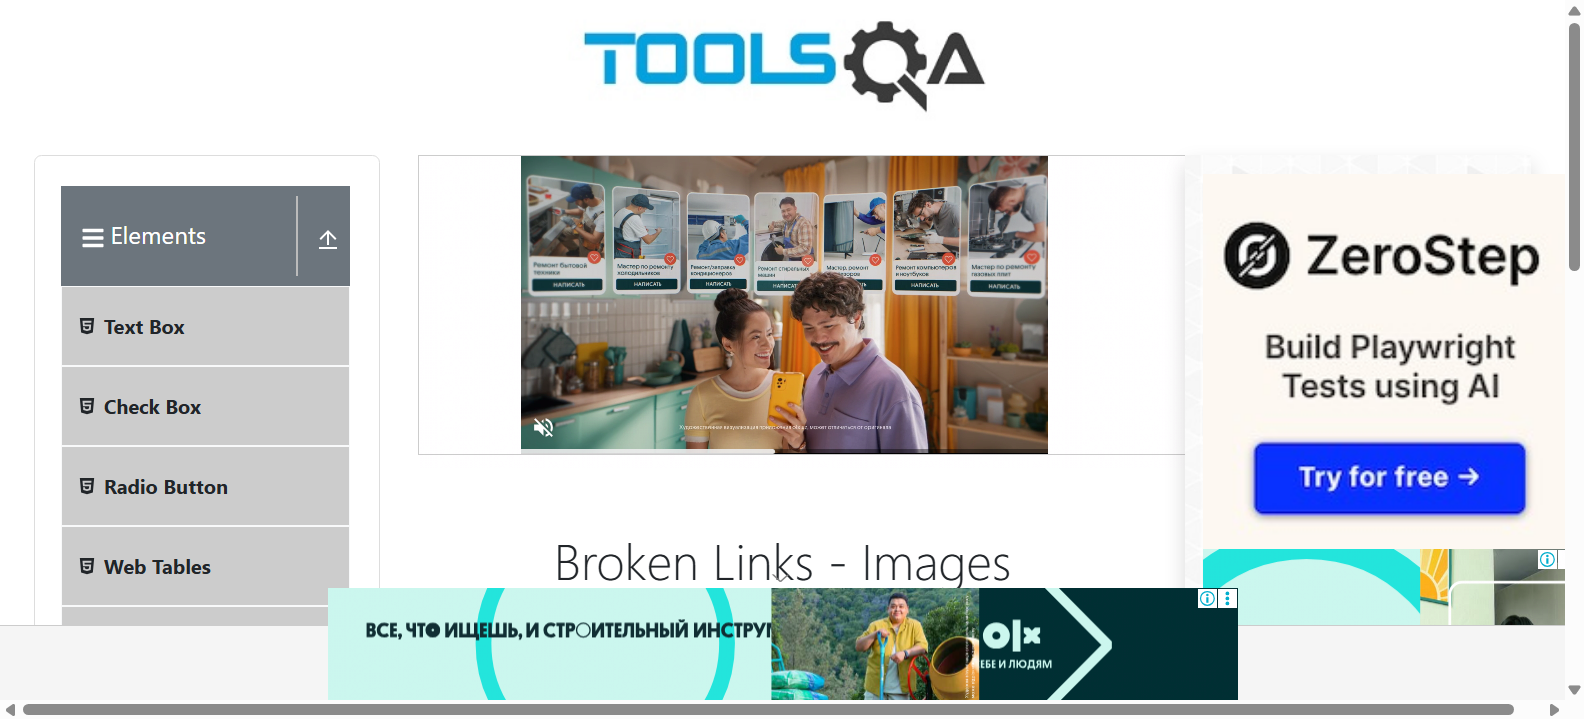 TOOLSQA
Elements
Text Box
Check Box
Radio Button
Web Tables
Ремонт бытовой
техники
НАПИСАТЬ
Мастер по ремонту
холодильников
НАПИСАТЬ
Ремонт/заправка
кондиционеров
НАПИСАТЬ
Ремонт стиральных
машин
НАПИСАТЬ
Мастер, ремонт
НАПИСАТЬ
Ремонт компьютеров
и ноутбуков
НАПИСАТЬ
Мастер по ремонту
газовых плит
НАПИСАТЬ
Broken Links - Images
ZeroStep
Build Playwright
Tests using AI
Try for free →
ВСЕ, ЧТО ИЩЕШЬ, И СТРОИТЕЛЬНЫЙ
olx
ЕБЕ И ЛЮДЯМ